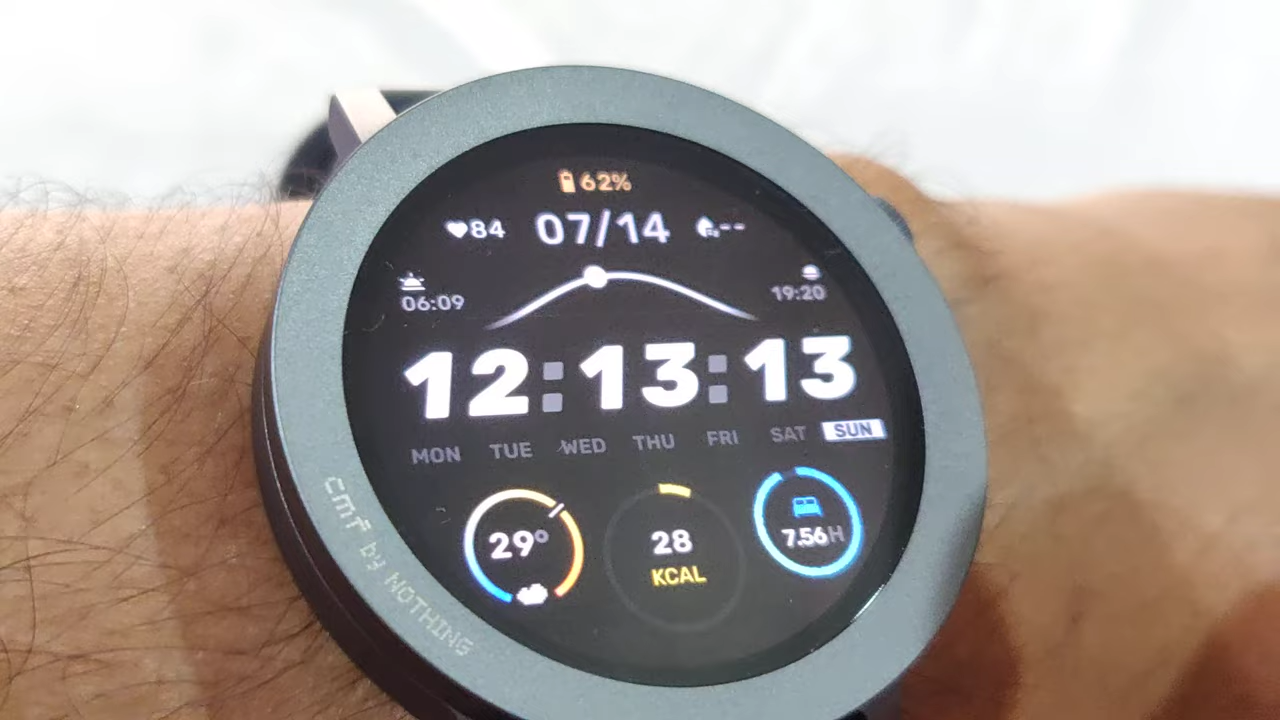 62%
84 07/14 --
06:09 19:20
12:13:13
MON TUE WED THU FRI SAT SUN
29° 28 7.56H
KCAL
cmf by NOTHING